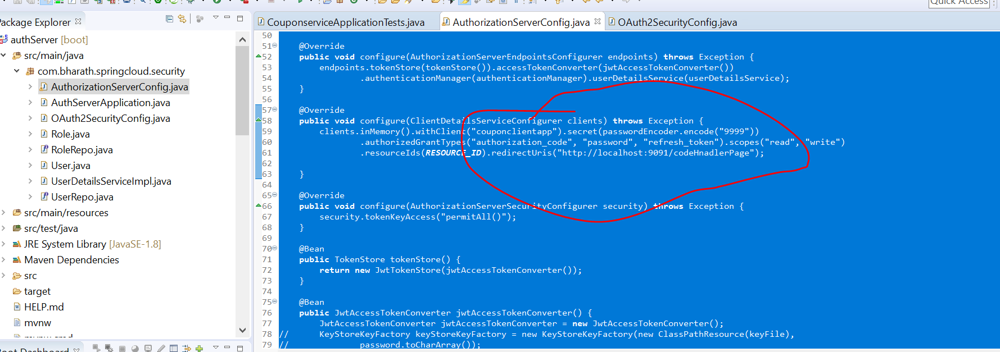 Quick Access
Package Explorer
authServer [boot]
src/main/java
com.bharath.springcloud.security
AuthorizationServerConfig.java
AuthServerApplication.java
OAuth2SecurityConfig.java
Role.java
RoleRepo.java
User.java
UserDetailsServiceImpl.java
UserRepo.java
src/main/resources
src/test/java
JRE System Library [JavaSE-1.8]
Maven Dependencies
src
target
HELP.md
mvnw
mvnw.cmd
Boot Dashboard
CouponserviceApplicationTests.java AuthorizationServerConfig.java OAuth2SecurityConfig.java
50
51 @Override
52 public void configure(AuthorizationServerEndpointsConfigurer endpoints) throws Exception {
53 endpoints.tokenStore(tokenStore()).accessTokenConverter(jwtAccessTokenConverter())
54 .authenticationManager(authenticationManager).userDetailsService(userDetailsService);
55 }
56
57 @Override
58 public void configure(ClientDetailsServiceConfigurer clients) throws Exception {
59 clients.inMemory().withClient("couponclientapp").secret(passwordEncoder.encode("9999"))
60 .authorizedGrantTypes("authorization_code", "password", "refresh_token").scopes("read", "write")
61 .resourceIds(RESOURCE_ID).redirectUris("http://localhost:9091/codeHnadlerPage");
62
63 }
64
65 @Override
66 public void configure(AuthorizationServerSecurityConfigurer security) throws Exception {
67 security.tokenKeyAccess("permitAll()");
68 }
69
70 @Bean
71 public TokenStore tokenStore() {
72 return new JwtTokenStore(jwtAccessTokenConverter());
73 }
74
75 @Bean
76 public JwtAccessTokenConverter jwtAccessTokenConverter() {
77 JwtAccessTokenConverter jwtAccessTokenConverter = new JwtAccessTokenConverter();
78 // KeyStoreKeyFactory keyStoreKeyFactory = new KeyStoreKeyFactory(new ClassPathResource(keyFile),
79 // password.toCharArray());